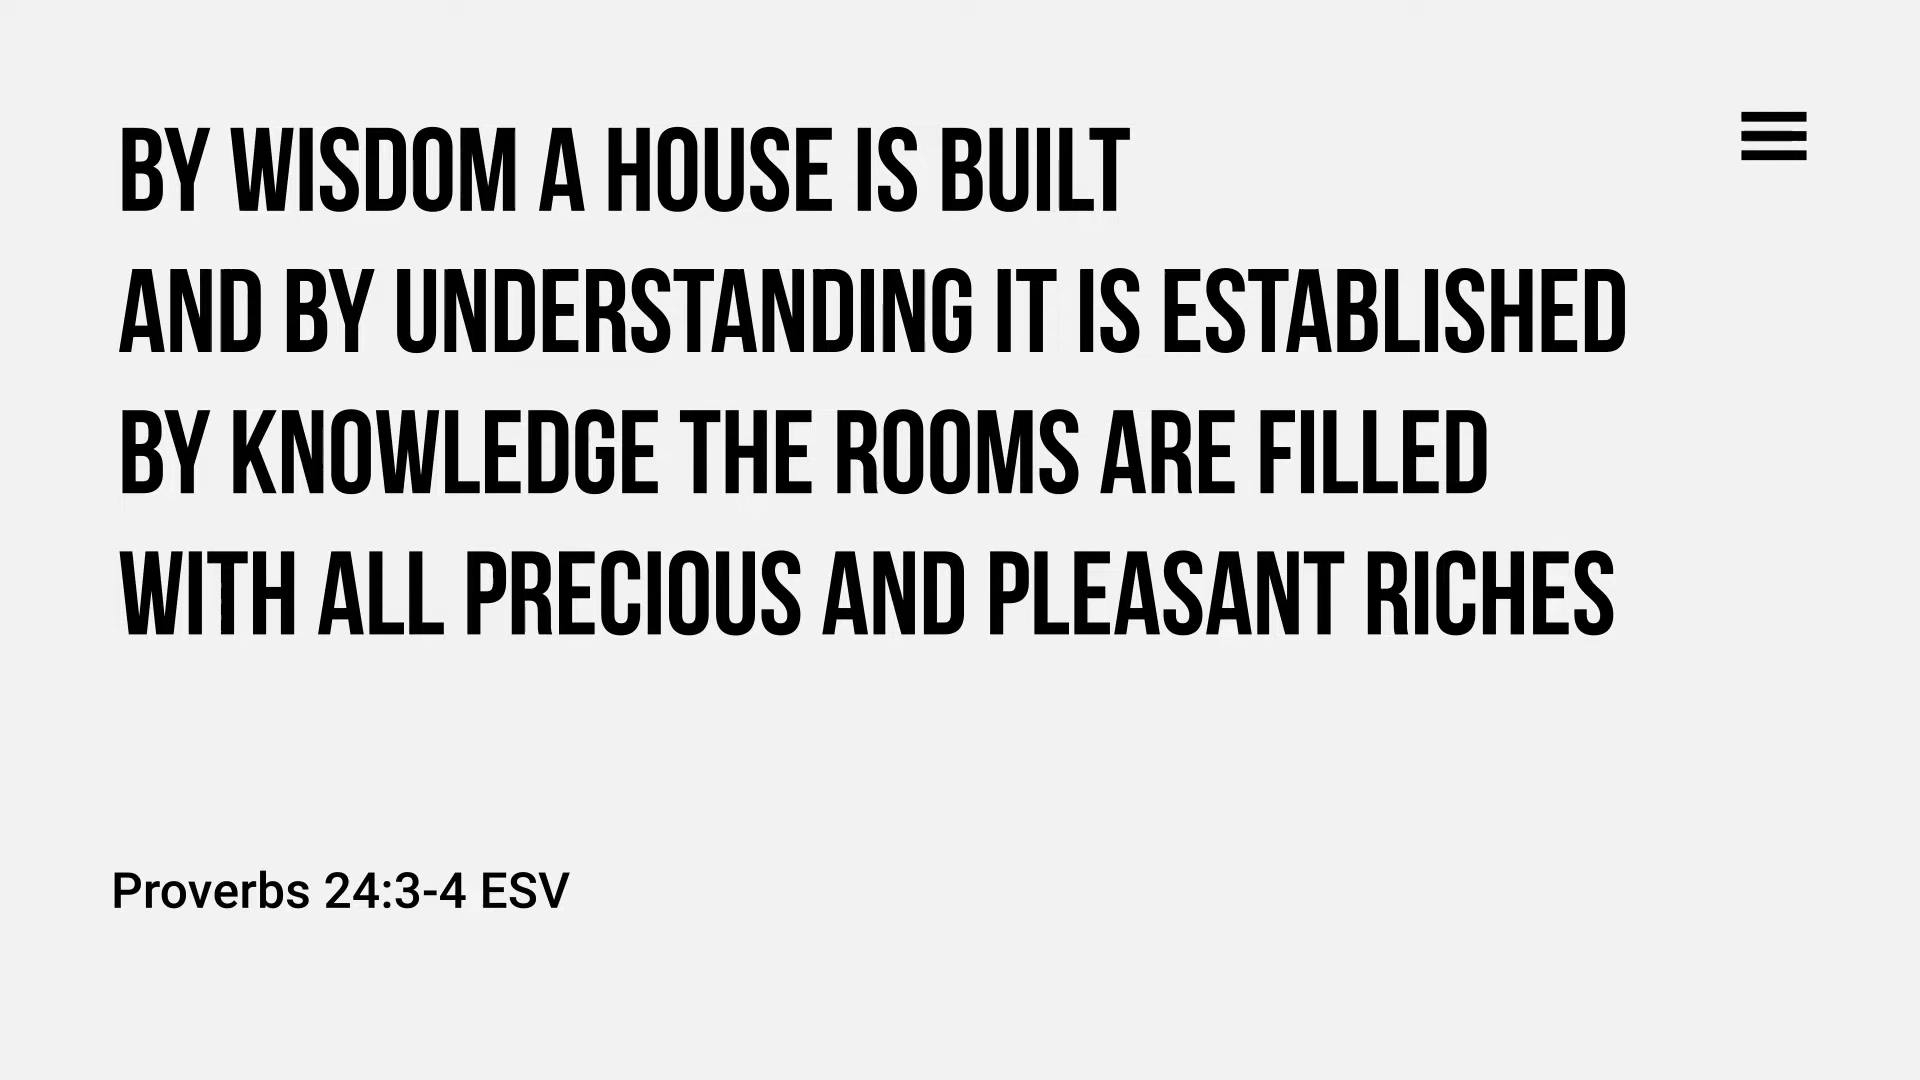 BY WISDOM A HOUSE IS BUILT
AND BY UNDERSTANDING IT IS ESTABLISHED
BY KNOWLEDGE THE ROOMS ARE FILLED
WITH ALL PRECIOUS AND PLEASANT RICHES
Proverbs 24:3-4 ESV